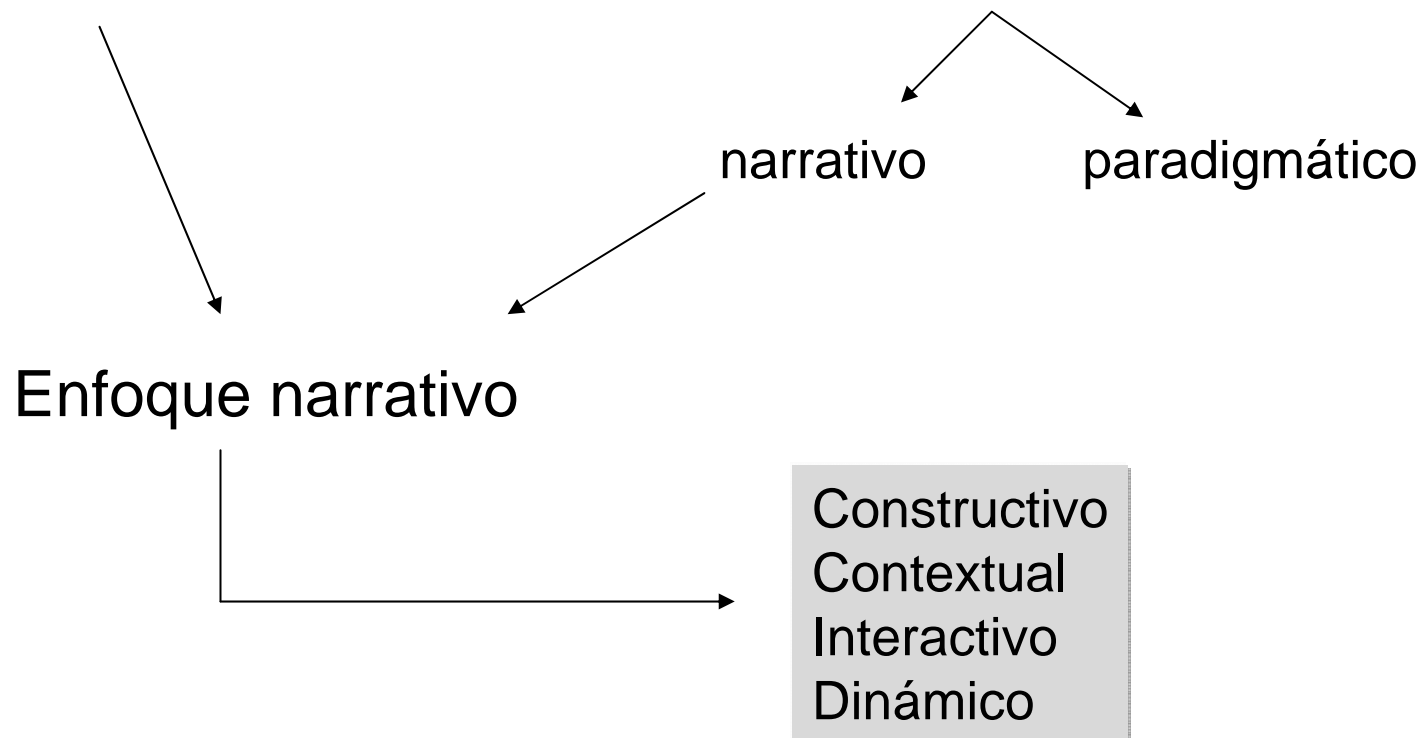 narrativo paradigmático
Enfoque narrativo
Constructivo
Contextual
Interactivo
Dinámico